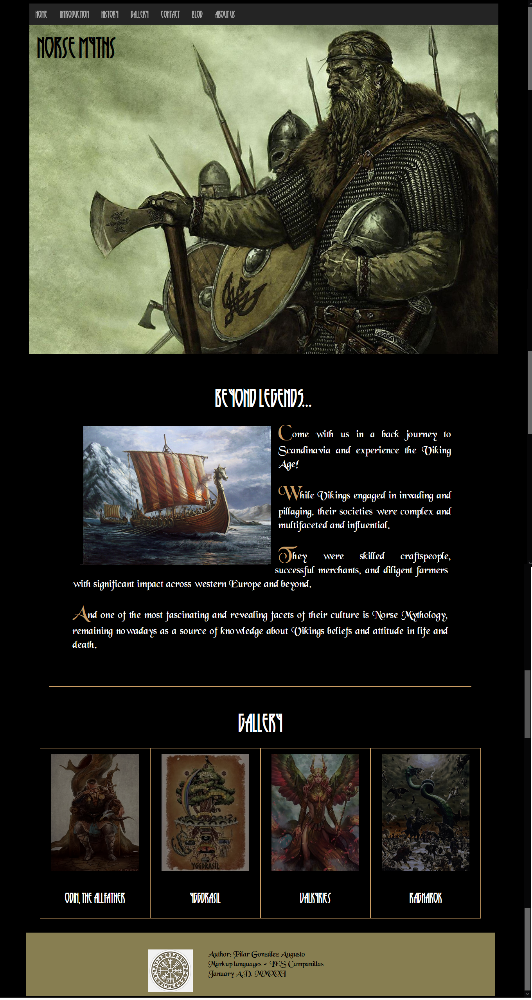 HOME INTRODUCTION HISTORY GALLERY CONTACT BLOG ABOUT US
NORSE MYTHS
BEYOND LEGENDS...
Come with us in a back journey to
Scandinavia and experience the Viking
Age!
While Vikings engaged in invading and
pillaging, their societies were complex and
multifaceted and influential.
They were skilled craftspeople,
successful merchants, and diligent farmers
with significant impact across western Europe and beyond.
And one of the most fascinating and revealing facets of their culture is Norse Mythology,
remaining nowadays as a source of knowledge about Vikings beliefs and attitude in life and
death.
GALLERY
ASGARD
YGGDRASIL
ODIN, THE ALLFATHER
YGGDRASIL
VALKYRIES
RAGNAROK
Author: Pilar González Augusto
Markup languages - IES Campanillas
January A.D. MMXXI